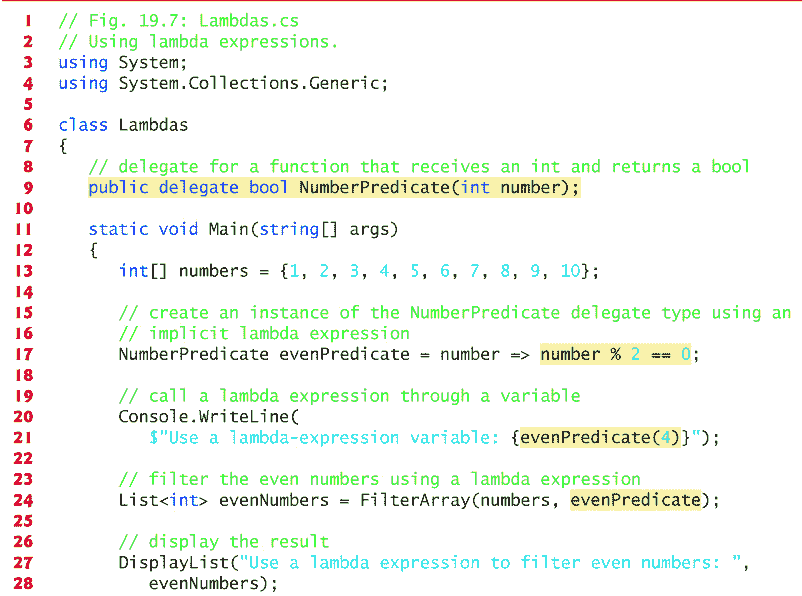 1 // Fig. 19.7: Lambdas.cs
2 // Using lambda expressions.
3 using System;
4 using System.Collections.Generic;
5
6 class Lambdas
7 {
8 // delegate for a function that receives an int and returns a bool
9 public delegate bool NumberPredicate(int number);
10
11 static void Main(string[] args)
12 {
13 int[] numbers = {1, 2, 3, 4, 5, 6, 7, 8, 9, 10};
14
15 // create an instance of the NumberPredicate delegate type using an
16 // implicit lambda expression
17 NumberPredicate evenPredicate = number => number % 2 == 0;
18
19 // call a lambda expression through a variable
20 Console.WriteLine(
21 $"Use a lambda-expression variable: {evenPredicate(4)}");
22
23 // filter the even numbers using a lambda expression
24 List<int> evenNumbers = FilterArray(numbers, evenPredicate);
25
26 // display the result
27 DisplayList("Use a lambda expression to filter even numbers: ",
28 evenNumbers);